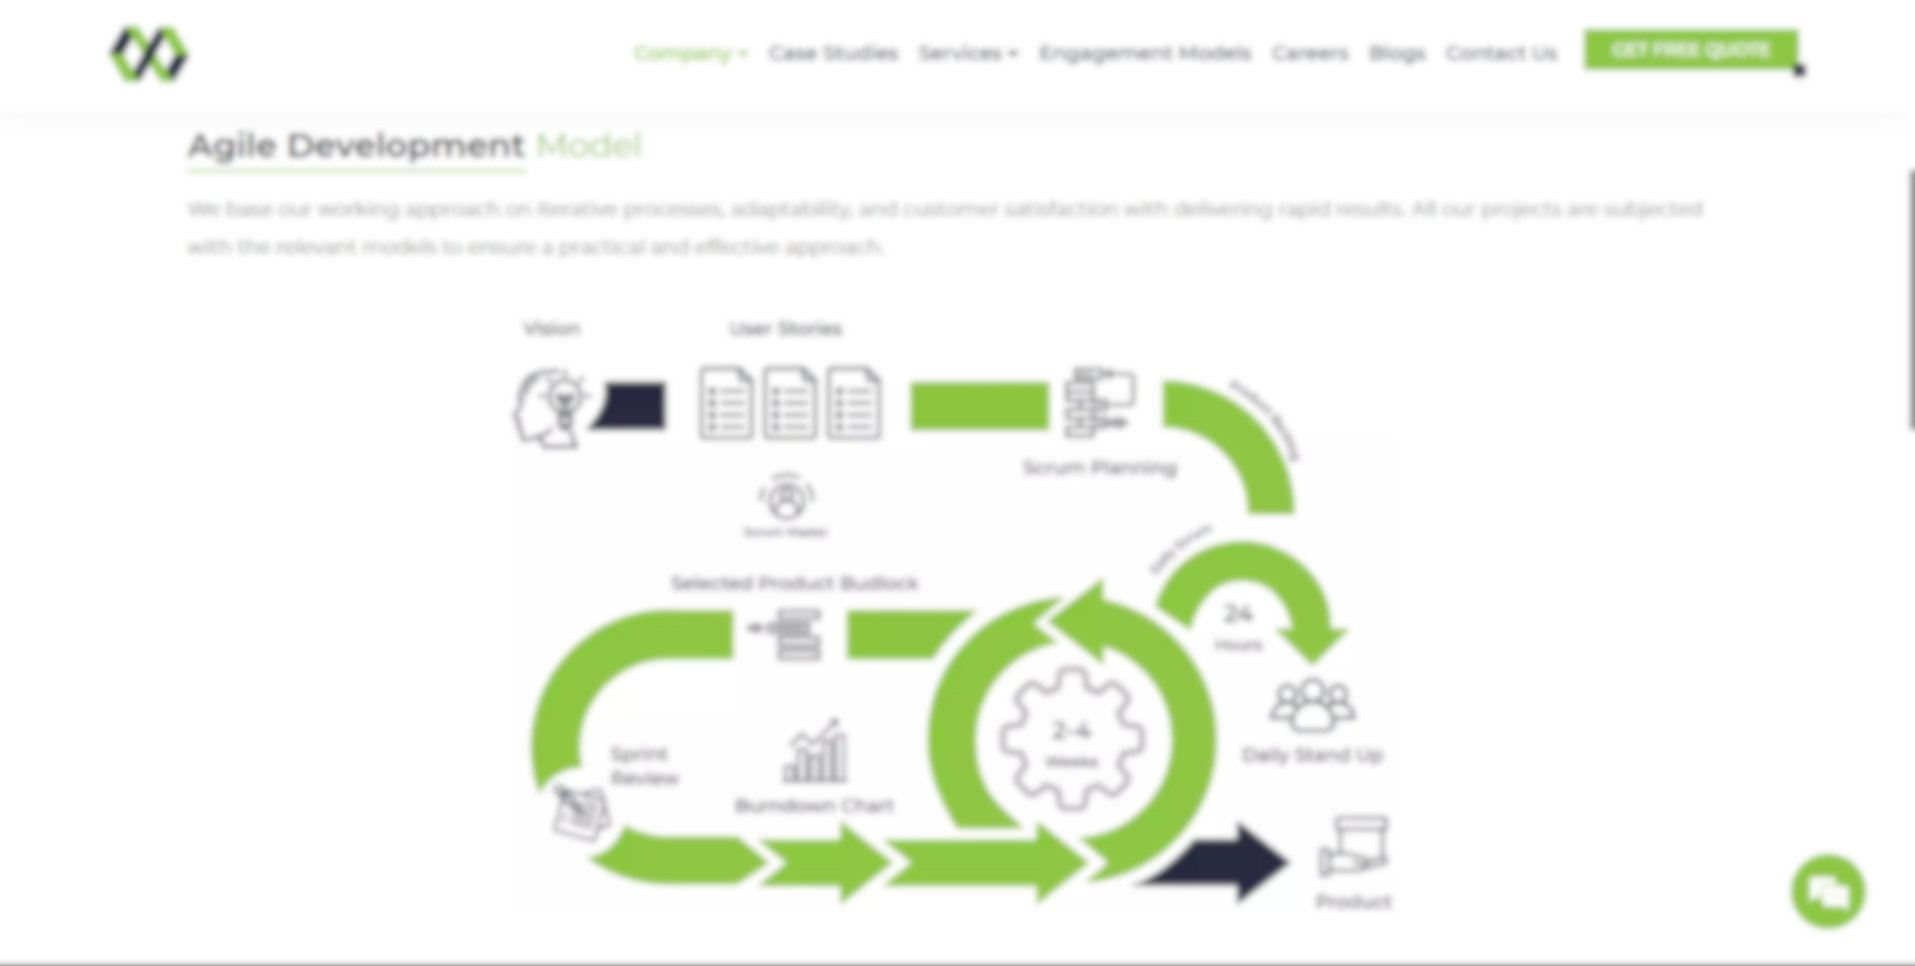 Company Case Studies Services Engagement Models Careers Blogs Contact Us GET FREE QUOTE
Agile Development Model
We base our working approach on iterative processes, adaptability, and customer satisfaction with delivering rapid results. All our projects are subjected
with the relevant models to ensure a practical and effective approach.
Vision
User Stories
Scrum Planning
Scrum Master
Daily Scrum
Selected Product Budlock
24
Hours
2-4
Weeks
Sprint
Review
Daily Stand Up
Burndown Chart
Product